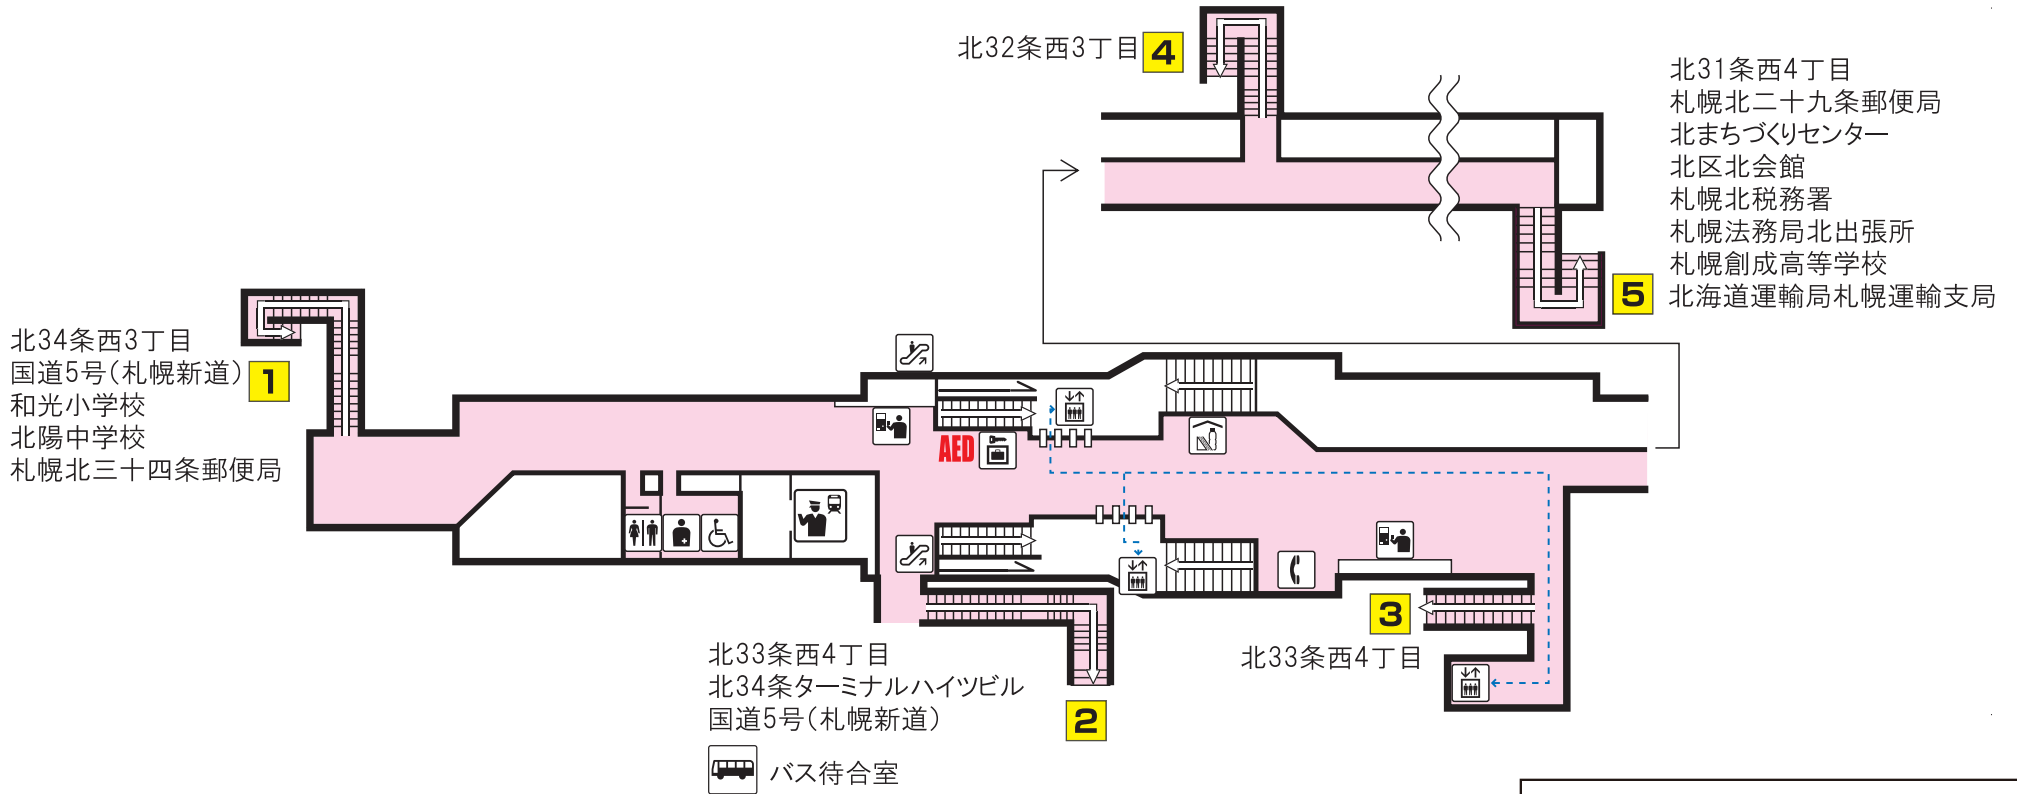 北32条西3丁目
4
北31条西4丁目
札幌北二十九条郵便局
北まちづくりセンター
北区北会館
札幌北税務署
札幌法務局北出張所
札幌創成高等学校
北海道運輸局札幌運輸支局
5
北34条西3丁目
国道5号(札幌新道)
和光小学校
北陽中学校
札幌北三十四条郵便局
1
AED
3
北33条西4丁目
北33条西4丁目
北34条ターミナルハイツビル
国道5号(札幌新道)
2
バス待合室